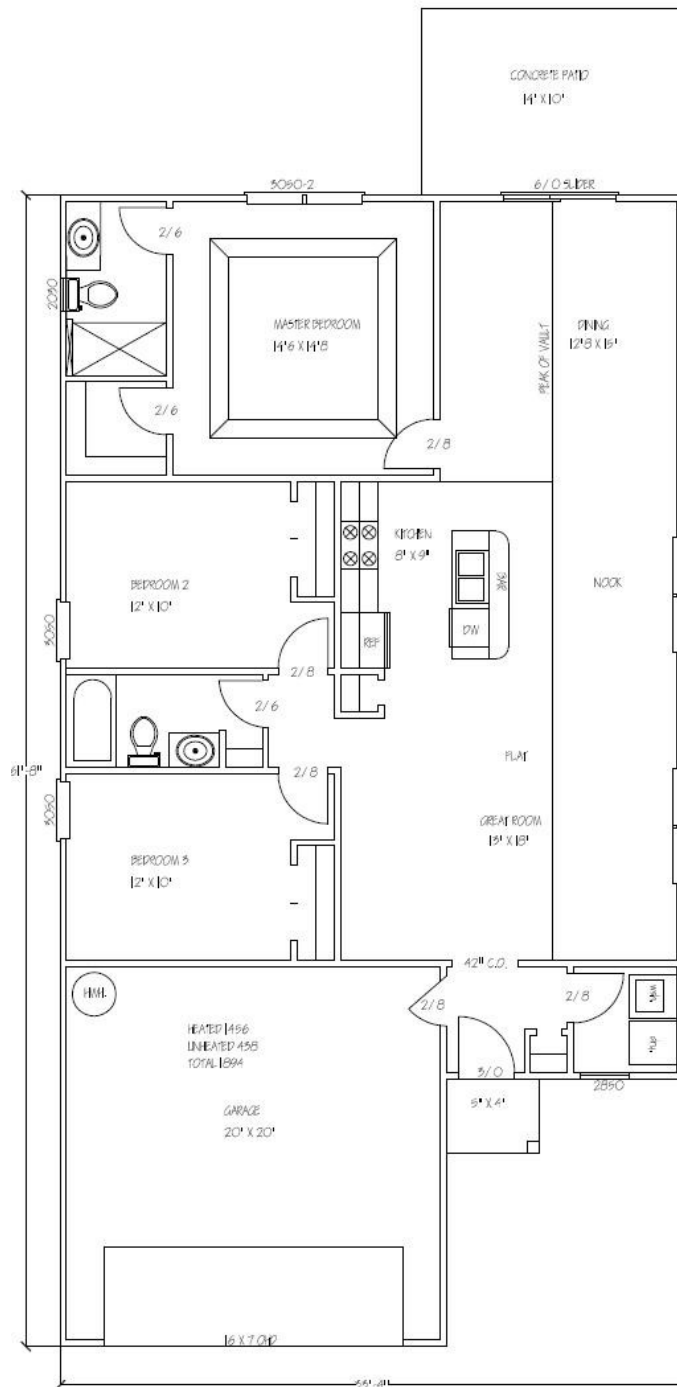 CONCRETE PATIO
14' X 10'
3050-2
6/0 SLIDER
2/6
2030
MASTER BEDROOM
14'6 X 14'8
PEAK OF VAULT
DINING
12'8 X 15'
2/6
2/8
KITCHEN
8' X 9'
BAR
DW
REF
NOOK
BEDROOM 2
12' X 10'
3050
2/8
2/6
2/8
61'-8"
3050
FLAT
GREAT ROOM
13' X 18'
BEDROOM 3
12' X 10'
42" C.O.
HWH.
2/8
2/8
HEATED 1456
UNHEATED 438
TOTAL 1894
3/0
2850
5' X 4'
GARAGE
20' X 20'
16 X 7 OHD